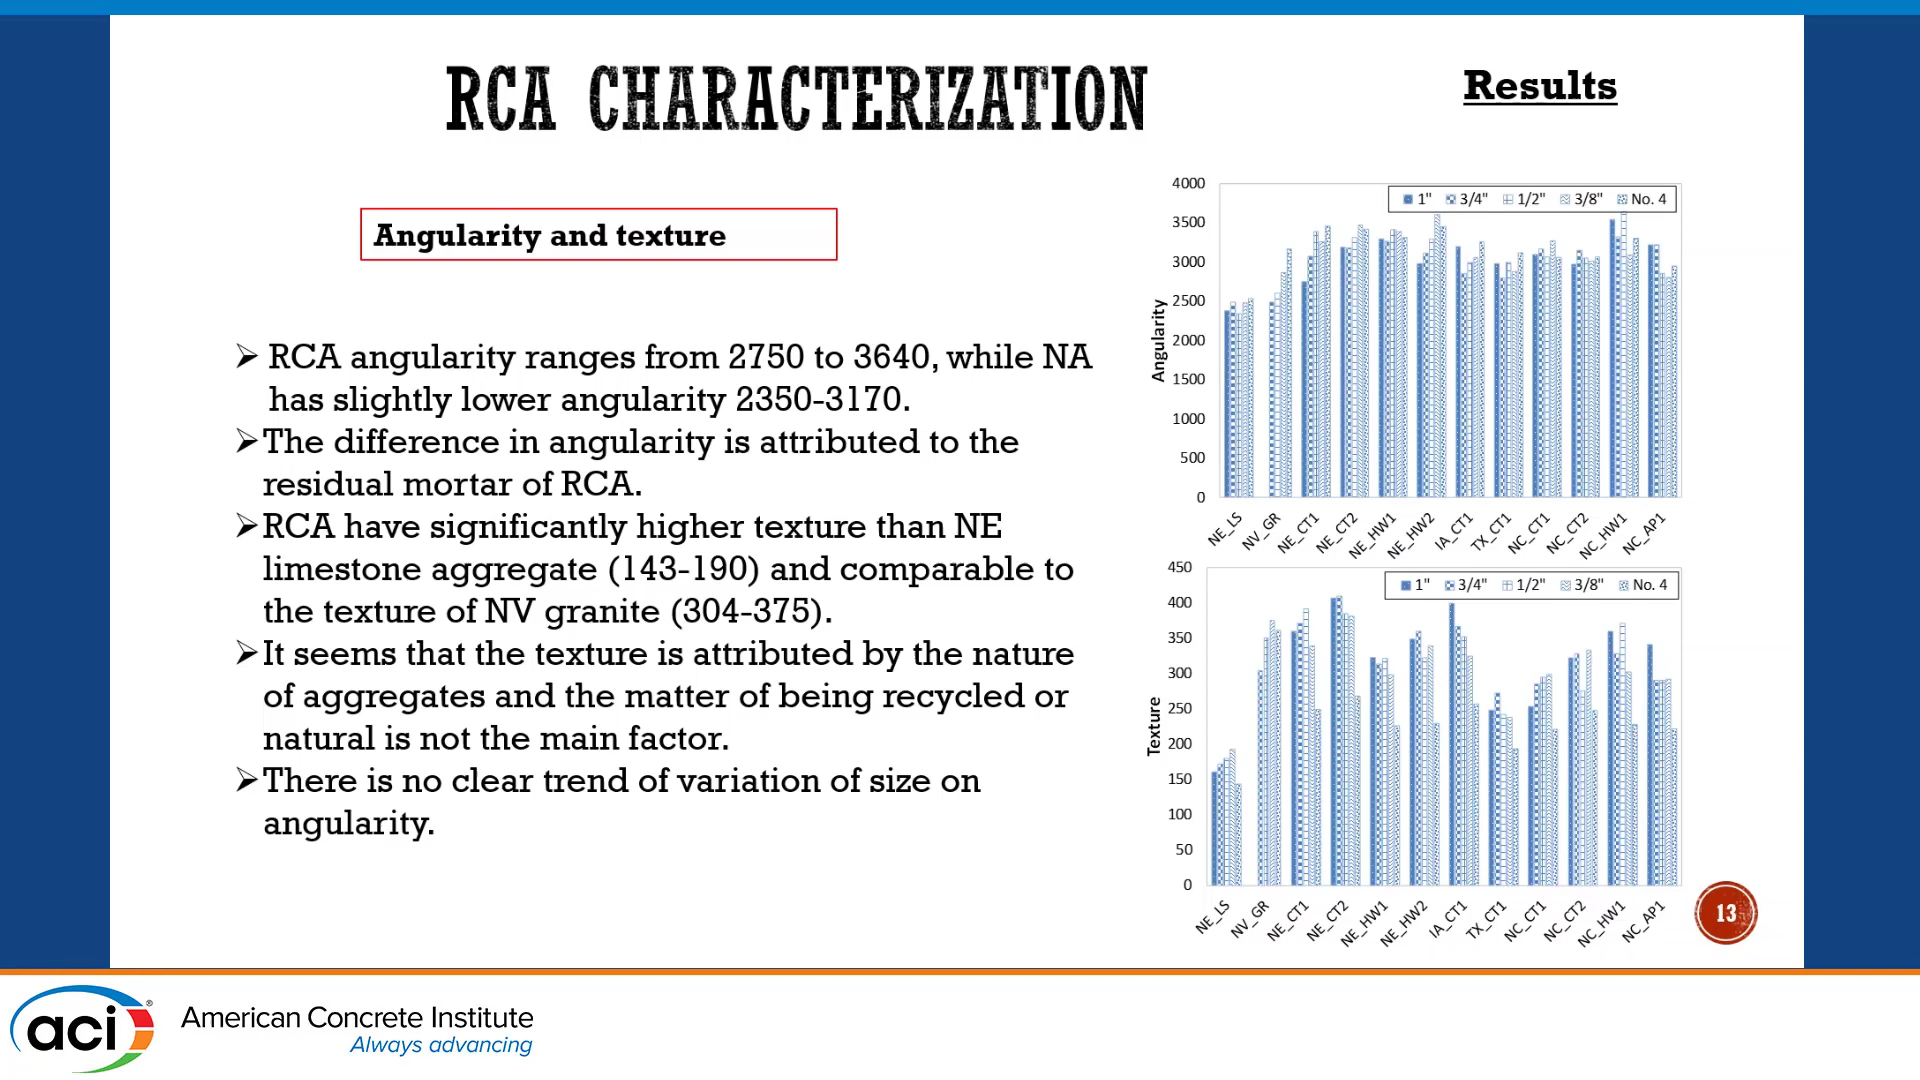 RCA CHARACTERIZATION
Results
Angularity and texture
➢ RCA angularity ranges from 2750 to 3640, while NA
has slightly lower angularity 2350-3170.
➢ The difference in angularity is attributed to the
residual mortar of RCA.
➢ RCA have significantly higher texture than NE
limestone aggregate (143-190) and comparable to
the texture of NV granite (304-375).
➢ It seems that the texture is attributed by the nature
of aggregates and the matter of being recycled or
natural is not the main factor.
➢ There is no clear trend of variation of size on
angularity.
1" 3/4" 1/2" 3/8" No. 4
Angularity
4000
3500
3000
2500
2000
1500
1000
500
0
NE_LS NV_GR NE_CT1 NE_CT2 NE_HW1 NE_HW2 IA_CT1 TX_CT1 NC_CT1 NC_CT2 NC_HW1 NC_AP1
1" 3/4" 1/2" 3/8" No. 4
Texture
450
400
350
300
250
200
150
100
50
0
NE_LS NV_GR NE_CT1 NE_CT2 NE_HW1 NE_HW2 IA_CT1 TX_CT1 NC_CT1 NC_CT2 NC_HW1 NC_AP1
13
aci®
American Concrete Institute
Always advancing